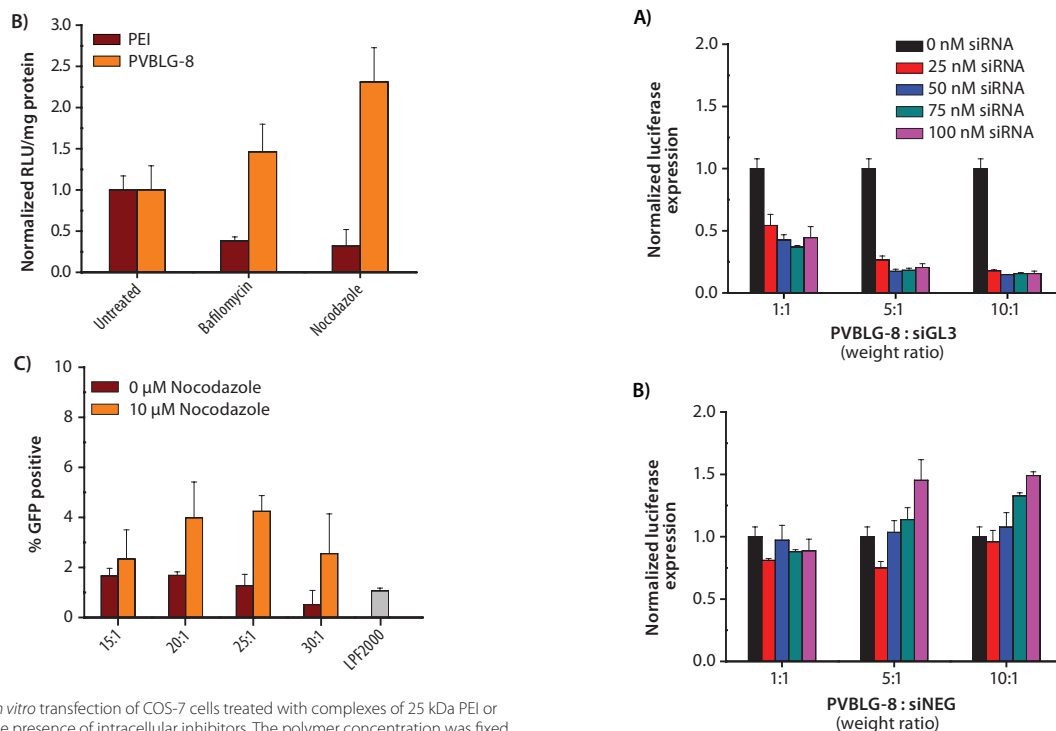 B)
Normalized RLU/mg protein
3.0
2.5
2.0
1.5
1.0
0.5
0.0
PEI
PVBLG-8
Untreated
Bafilomycin
Nocodazole
C)
% GFP positive
10
8
6
4
2
0
0 µM Nocodazole
10 µM Nocodazole
15:1
20:1
25:1
30:1
LPF2000
vitro transfection of COS-7 cells treated with complexes of 25 kDa PEI or
presence of intracellular inhibitors. The polymer concentration was fixed
A)
Normalized luciferase
expression
2.0
1.5
1.0
0.5
0.0
0 nM siRNA
25 nM siRNA
50 nM siRNA
75 nM siRNA
100 nM siRNA
1:1
5:1
10:1
PVBLG-8 : siGL3
(weight ratio)
B)
Normalized luciferase
expression
2.0
1.5
1.0
0.5
0.0
1:1
5:1
10:1
PVBLG-8 : siNEG
(weight ratio)